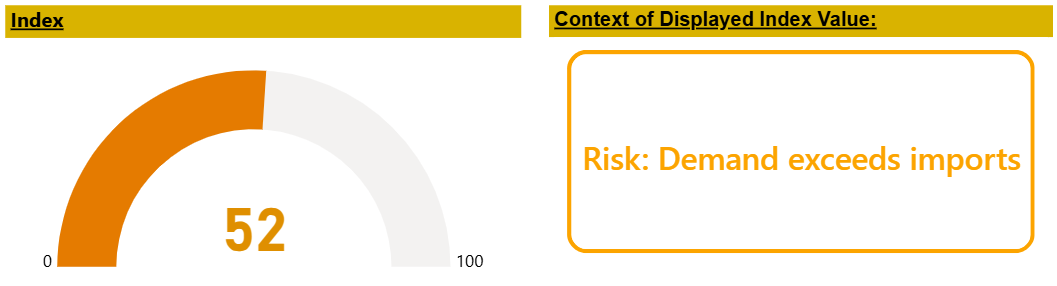 Index
Context of Displayed Index Value:
Risk: Demand exceeds imports
52
0
100